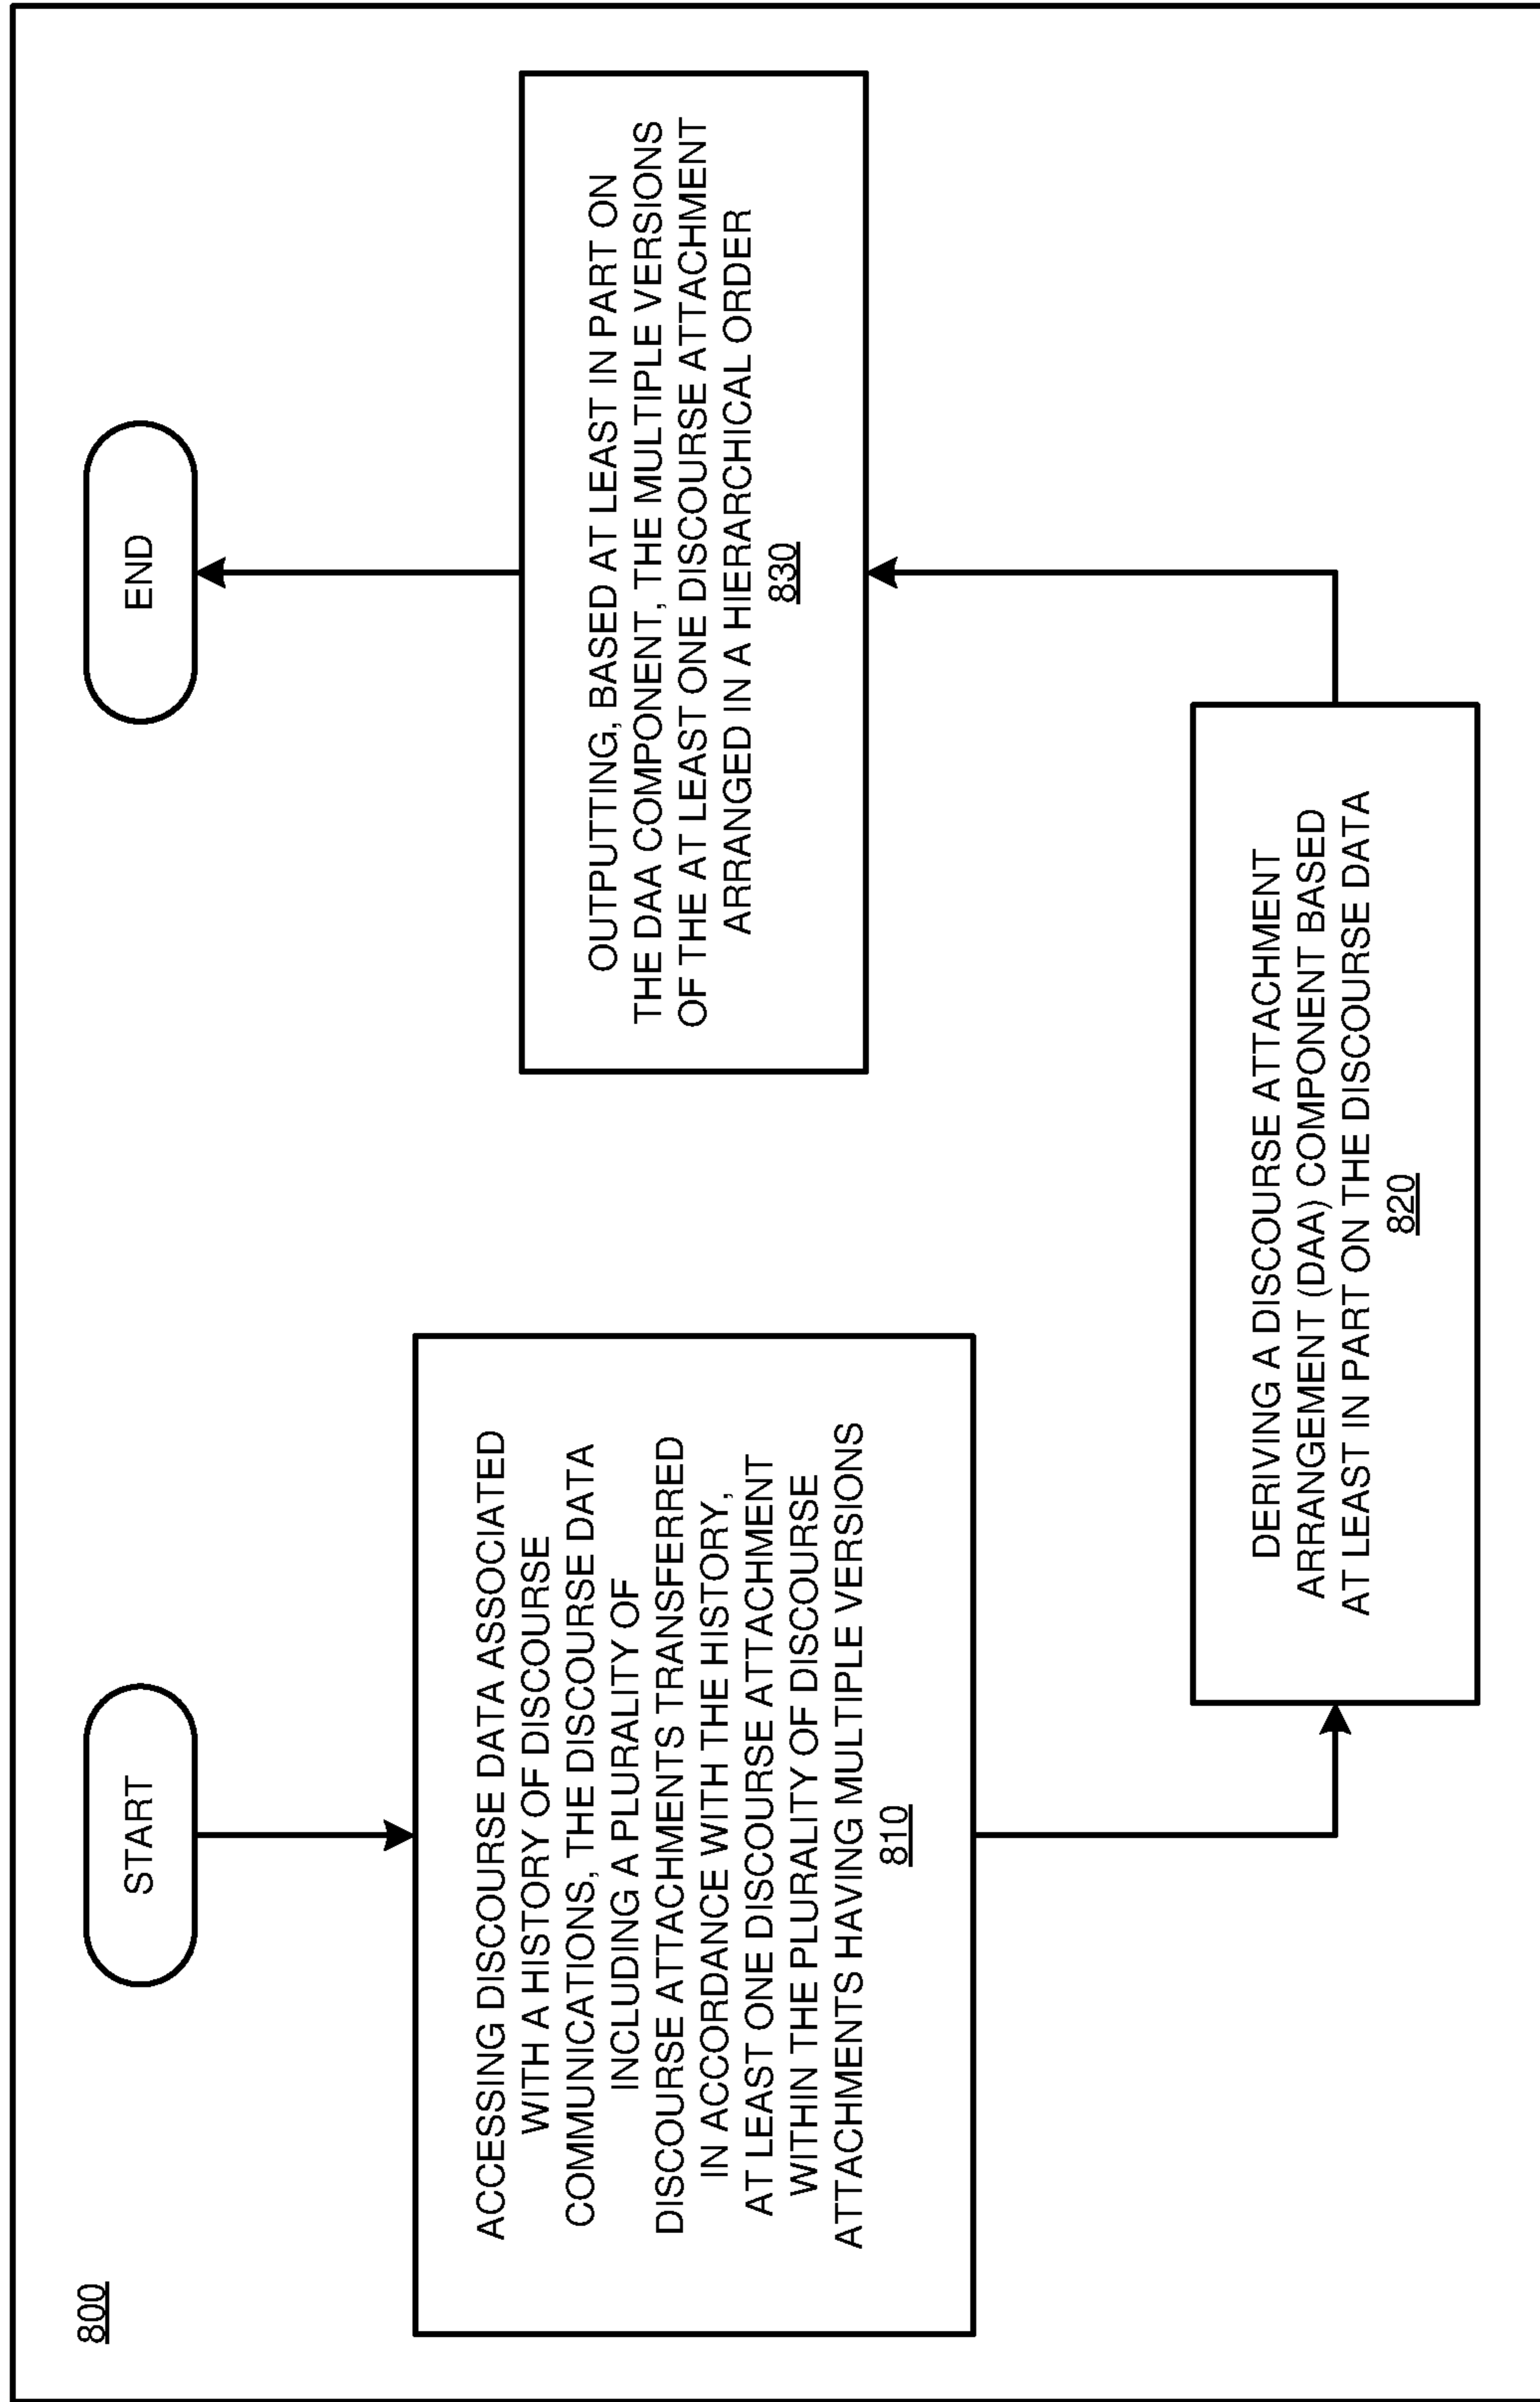 800
START
ACCESSING DISCOURSE DATA ASSOCIATED
WITH A HISTORY OF DISCOURSE
COMMUNICATIONS, THE DISCOURSE DATA
INCLUDING A PLURALITY OF
DISCOURSE ATTACHMENTS TRANSFERRED
IN ACCORDANCE WITH THE HISTORY,
AT LEAST ONE DISCOURSE ATTACHMENT
WITHIN THE PLURALITY OF DISCOURSE
ATTACHMENTS HAVING MULTIPLE VERSIONS
810
DERIVING A DISCOURSE ATTACHMENT
ARRANGEMENT (DAA) COMPONENT BASED
AT LEAST IN PART ON THE DISCOURSE DATA
820
OUTPUTTING, BASED AT LEAST IN PART ON
THE DAA COMPONENT, THE MULTIPLE VERSIONS
OF THE AT LEAST ONE DISCOURSE ATTACHMENT
ARRANGED IN A HIERARCHICAL ORDER
830
END